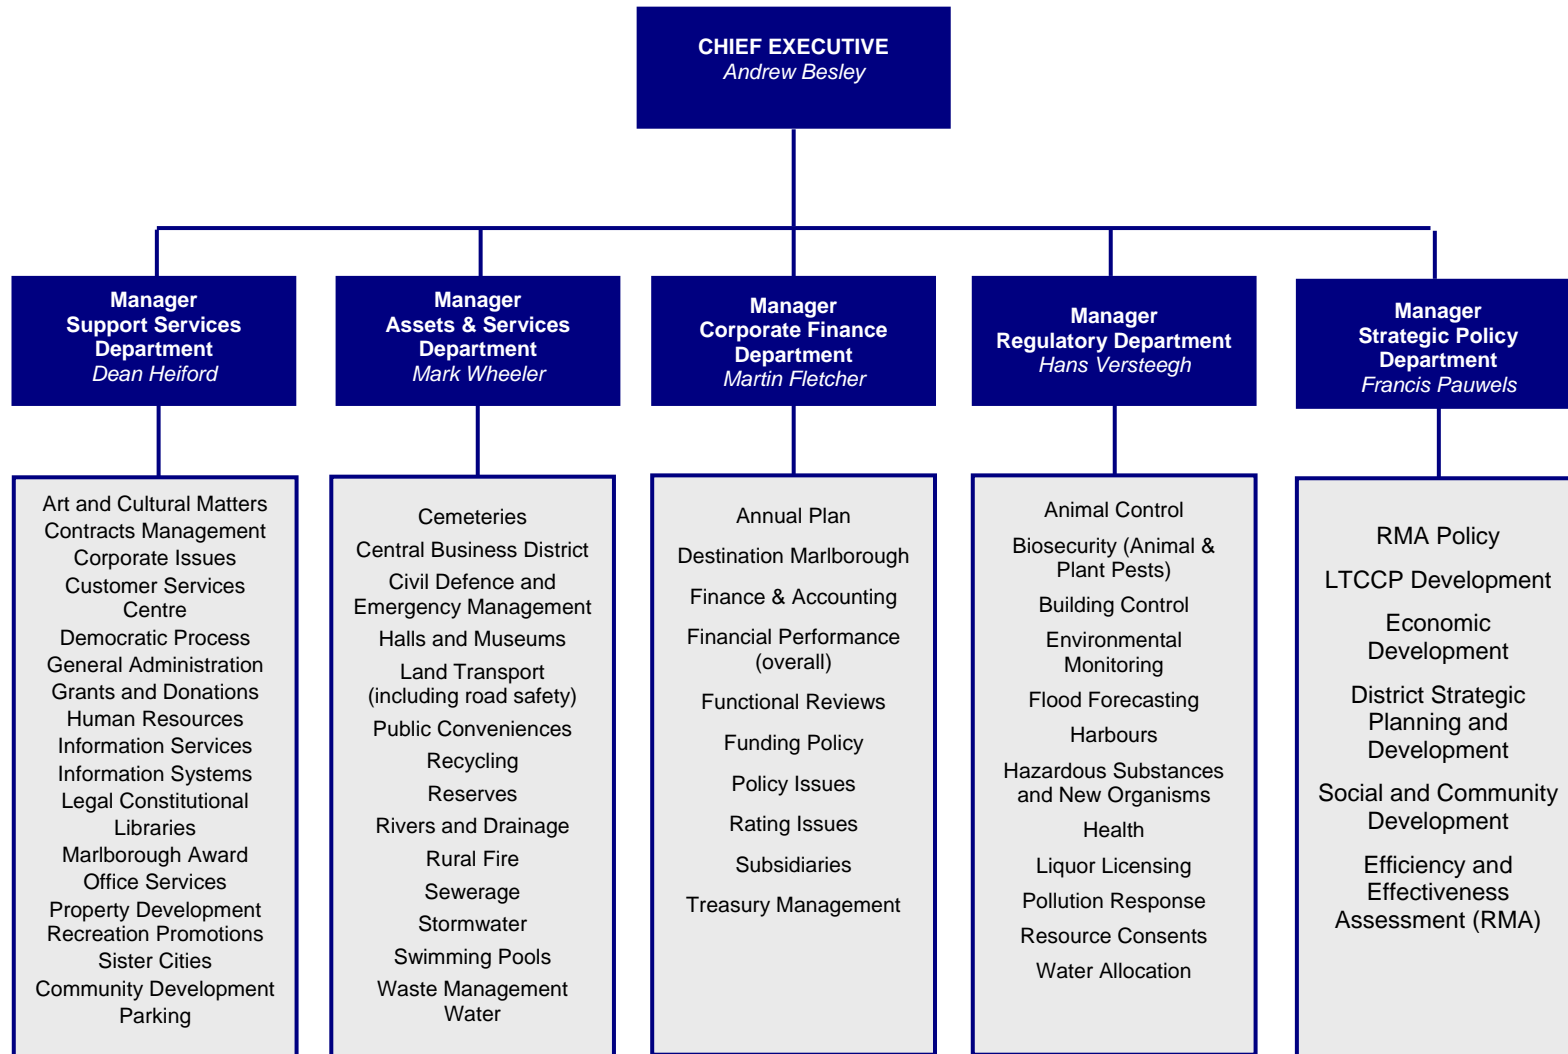 CHIEF EXECUTIVE
Andrew Besley
Manager
Support Services
Department
Dean Heiford
Manager
Assets & Services
Department
Mark Wheeler
Manager
Corporate Finance
Department
Martin Fletcher
Manager
Regulatory Department
Hans Versteegh
Manager
Strategic Policy
Department
Francis Pauwels
Art and Cultural Matters
Contracts Management
Corporate Issues
Customer Services
Centre
Democratic Process
General Administration
Grants and Donations
Human Resources
Information Services
Information Systems
Legal Constitutional
Libraries
Marlborough Award
Office Services
Property Development
Recreation Promotions
Sister Cities
Community Development
Parking
Cemeteries
Central Business District
Civil Defence and
Emergency Management
Halls and Museums
Land Transport
(including road safety)
Public Conveniences
Recycling
Reserves
Rivers and Drainage
Rural Fire
Sewerage
Stormwater
Swimming Pools
Waste Management
Water
Annual Plan
Destination Marlborough
Finance & Accounting
Financial Performance
(overall)
Functional Reviews
Funding Policy
Policy Issues
Rating Issues
Subsidiaries
Treasury Management
Animal Control
Biosecurity (Animal &
Plant Pests)
Building Control
Environmental
Monitoring
Flood Forecasting
Harbours
Hazardous Substances
and New Organisms
Health
Liquor Licensing
Pollution Response
Resource Consents
Water Allocation
RMA Policy
LTCCP Development
Economic
Development
District Strategic
Planning and
Development
Social and Community
Development
Efficiency and
Effectiveness
Assessment (RMA)